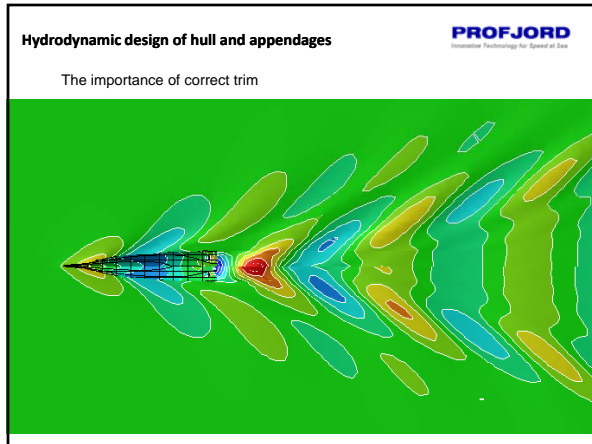 Hydrodynamic design of hull and appendages
PROFJORD
Innovative Technology for Speed at Sea
The importance of correct trim